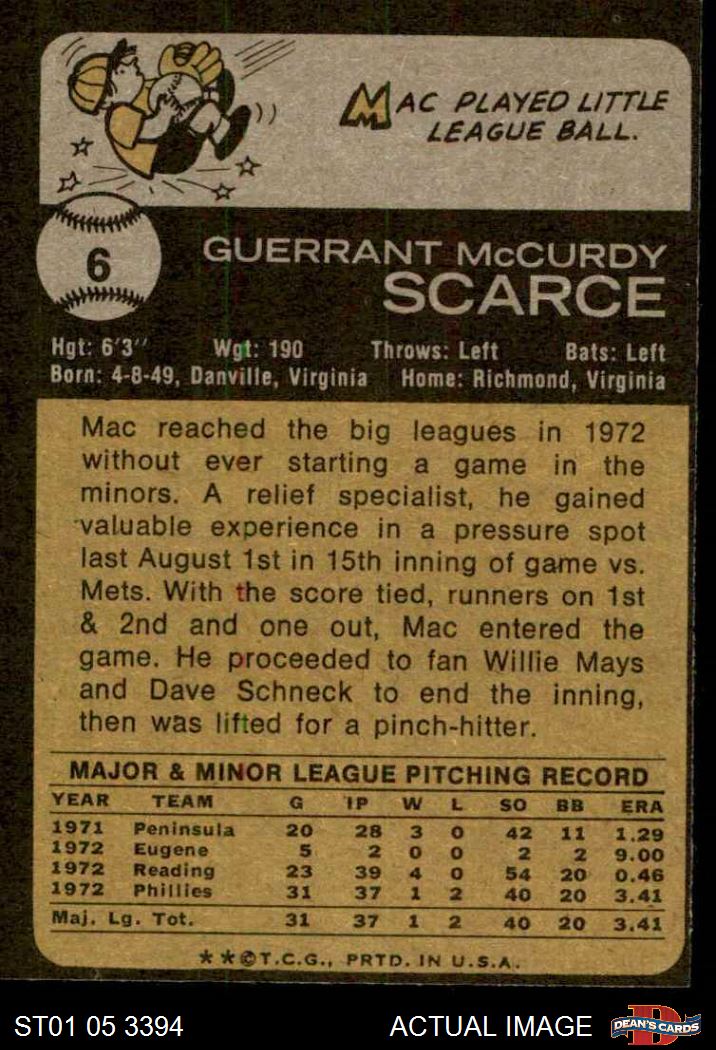 MAC PLAYED LITTLE
LEAGUE BALL.
6
GUERRANT McCURDY
SCARCE
Hgt: 6'3'' Wgt: 190 Throws: Left Bats: Left
Born: 4-8-49, Danville, Virginia Home: Richmond, Virginia
Mac reached the big leagues in 1972
without ever starting a game in the
minors. A relief specialist, he gained
valuable experience in a pressure spot
last August 1st in 15th inning of game vs.
Mets. With the score tied, runners on 1st
& 2nd and one out, Mac entered the
game. He proceeded to fan Willie Mays
and Dave Schneck to end the inning,
then was lifted for a pinch-hitter.
MAJOR & MINOR LEAGUE PITCHING RECORD
YEAR TEAM G IP W L SO BB ERA
1971 Peninsula 20 28 3 0 42 11 1.29
1972 Eugene 5 2 0 0 2 2 9.00
1972 Reading 23 39 4 0 54 20 0.46
1972 Phillies 31 37 1 2 40 20 3.41
Maj. Lg. Tot. 31 37 1 2 40 20 3.41
**©T.C.G., PRTD. IN U.S.A.
ST01 05 3394 ACTUAL IMAGE DEAN'S CARDS